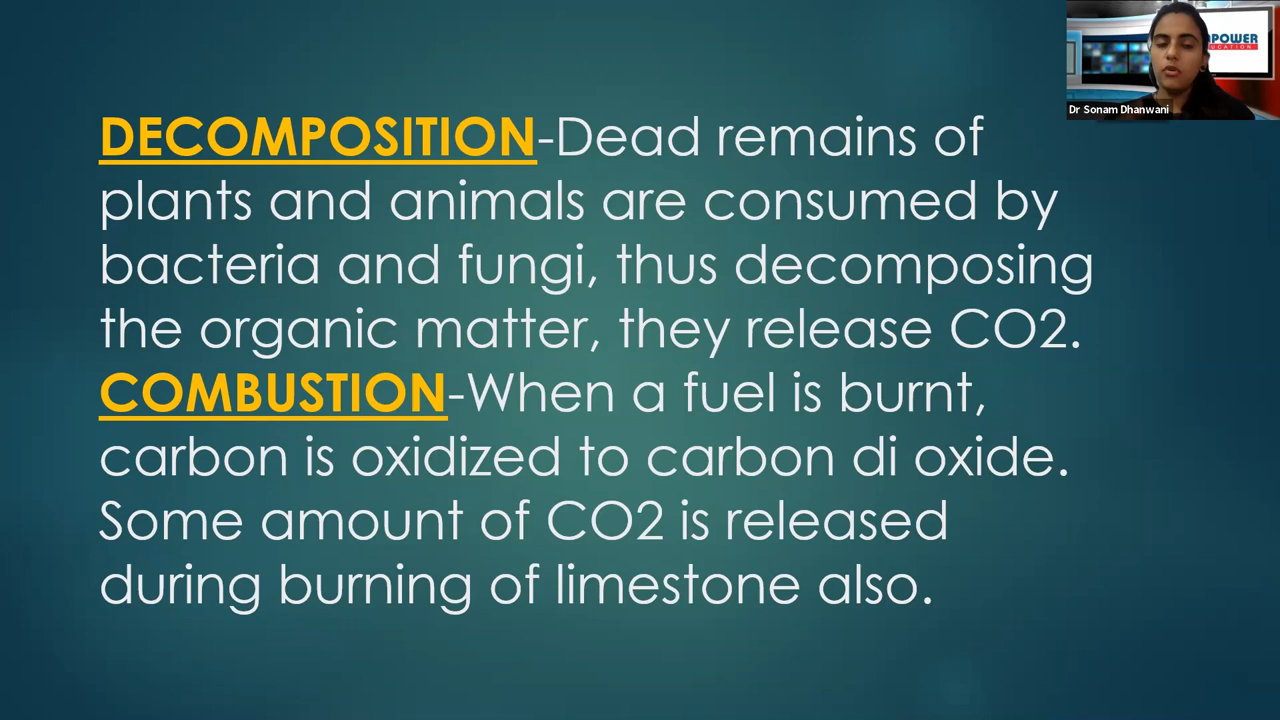 DECOMPOSITION-Dead remains of
plants and animals are consumed by
bacteria and fungi, thus decomposing
the organic matter, they release CO2.
COMBUSTION-When a fuel is burnt,
carbon is oxidized to carbon di oxide.
Some amount of CO2 is released
during burning of limestone also.
Dr Sonam Dhanwani